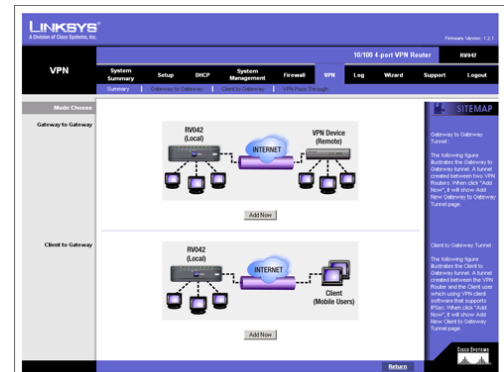 LINKSYS®
A Division of Cisco Systems, Inc.
Firmware Version: 1.2.1
10/100 4-port VPN Router
RV042
VPN
System Summary
Setup
DHCP
System Management
Firewall
VPN
Log
Wizard
Support
Logout
Summary
Gateway to Gateway
Client to Gateway
VPN Pass Through
Mode Choose
SITEMAP
Gateway to Gateway
RV042
(Local)
INTERNET
VPN Device
(Remote)
Add Now
Gateway to Gateway
Tunnel:
The following figure
illustrates the Gateway to
Gateway tunnel. A tunnel
created between two VPN
Routers. When click "Add
Now", it will show Add
New Gateway to Gateway
Tunnel page.
Client to Gateway
RV042
(Local)
INTERNET
Client
(Mobile Users)
Add Now
Client to Gateway Tunnel:
The following figure
illustrates the Client to
Gateway tunnel. A tunnel
created between the VPN
Router and the Client user
which using VPN client
software that supports
IPSec. When click "Add
Now", it will show Add
New Client to Gateway
Tunnel page.
Return
CISCO SYSTEMS